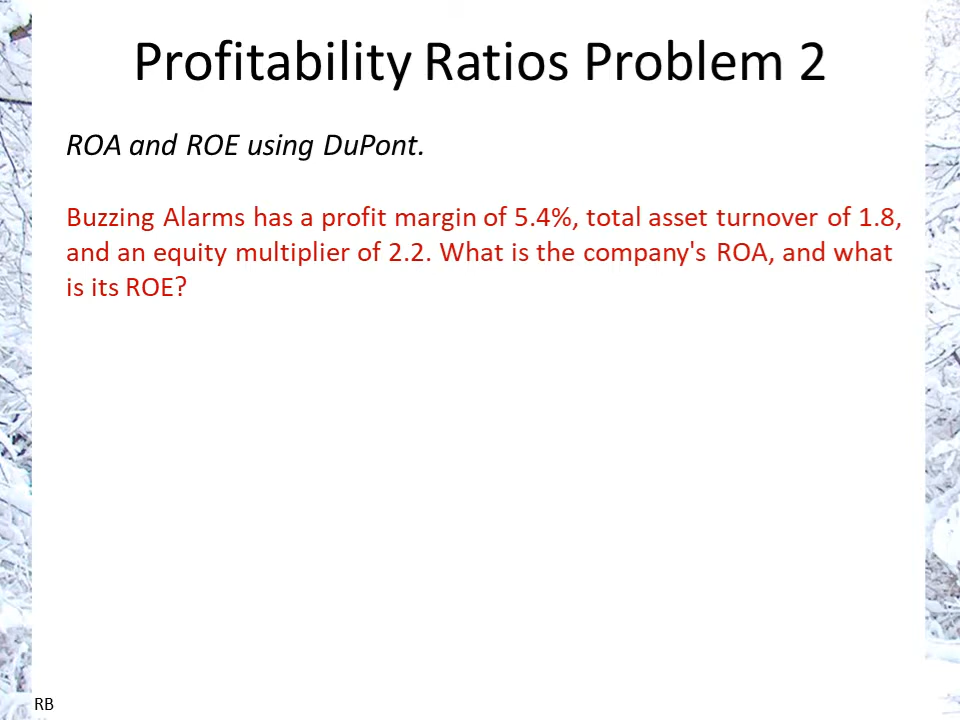 Profitability Ratios Problem 2
ROA and ROE using DuPont.
Buzzing Alarms has a profit margin of 5.4%, total asset turnover of 1.8,
and an equity multiplier of 2.2. What is the company's ROA, and what
is its ROE?
RB